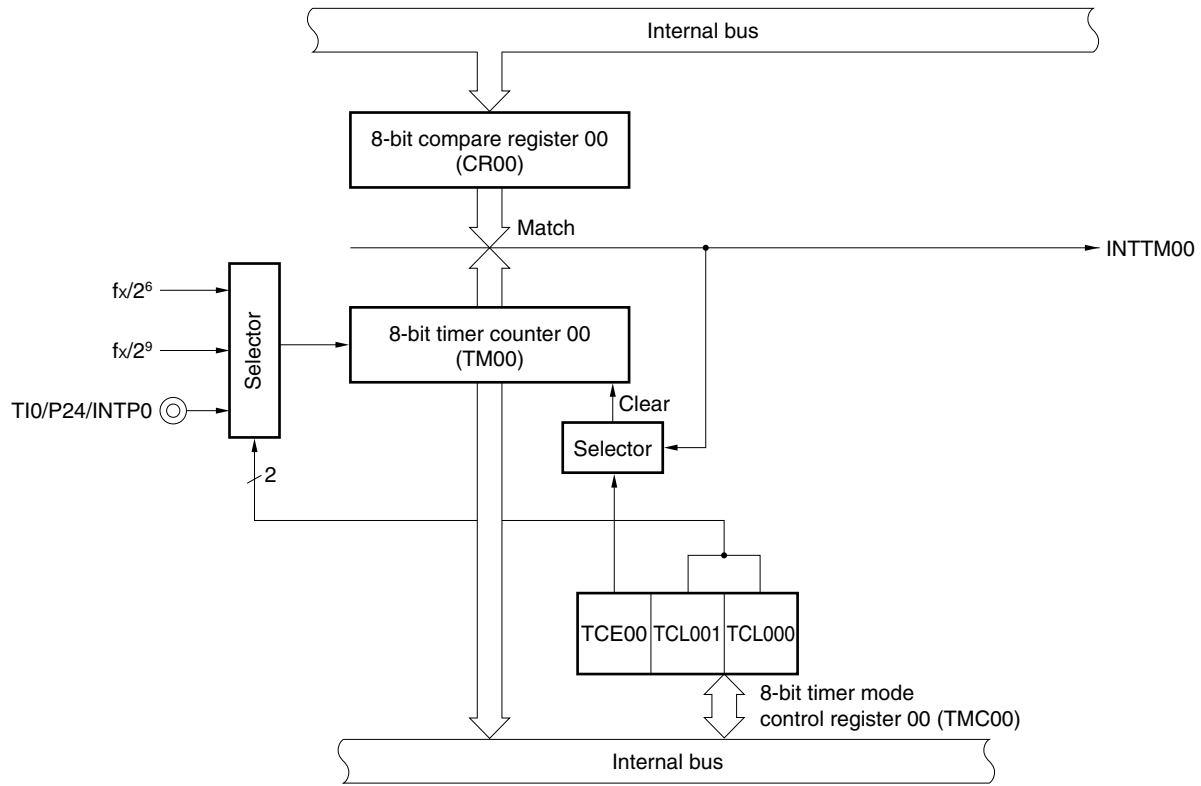 Internal bus
8-bit compare register 00
(CR00)
Match
INTTM00
fx/2⁶
fx/2⁹
TI0/P24/INTP0
Selector
8-bit timer counter 00
(TM00)
Clear
Selector
2
TCE00 TCL001 TCL000
8-bit timer mode
control register 00 (TMC00)
Internal bus